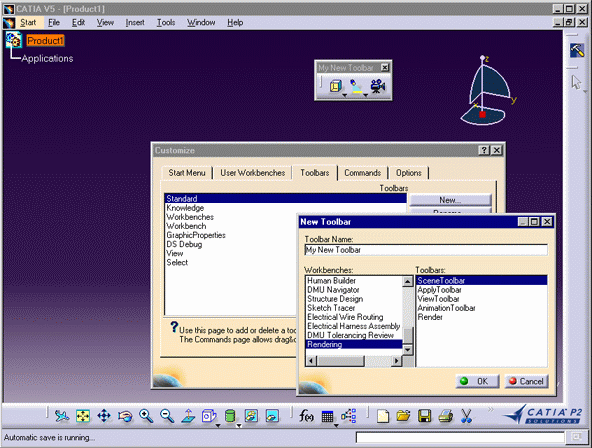 CATIA V5 - [Product1]
Start File Edit View Insert Tools Window Help
Product1
Applications
My New Toolbar
z
y
x
Customize
Start Menu User Workbenches Toolbars Commands Options
Toolbars
Standard
Knowledge
Workbenches
Workbench
GraphicProperties
DS Debug
View
Select
New...
New Toolbar
Toolbar Name:
My New Toolbar
Workbenches:
Human Builder
DMU Navigator
Structure Design
Sketch Tracer
Electrical Wire Routing
Electrical Harness Assembly
DMU Tolerancing Review
Rendering
Toolbars:
SceneToolbar
ApplyToolbar
ViewToolbar
AnimationToolbar
Render
OK Cancel
Use this page to add or delete a too
The Commands page allows drag&
f(x)
CATIA P2
SOLUTIONS
Automatic save is running...